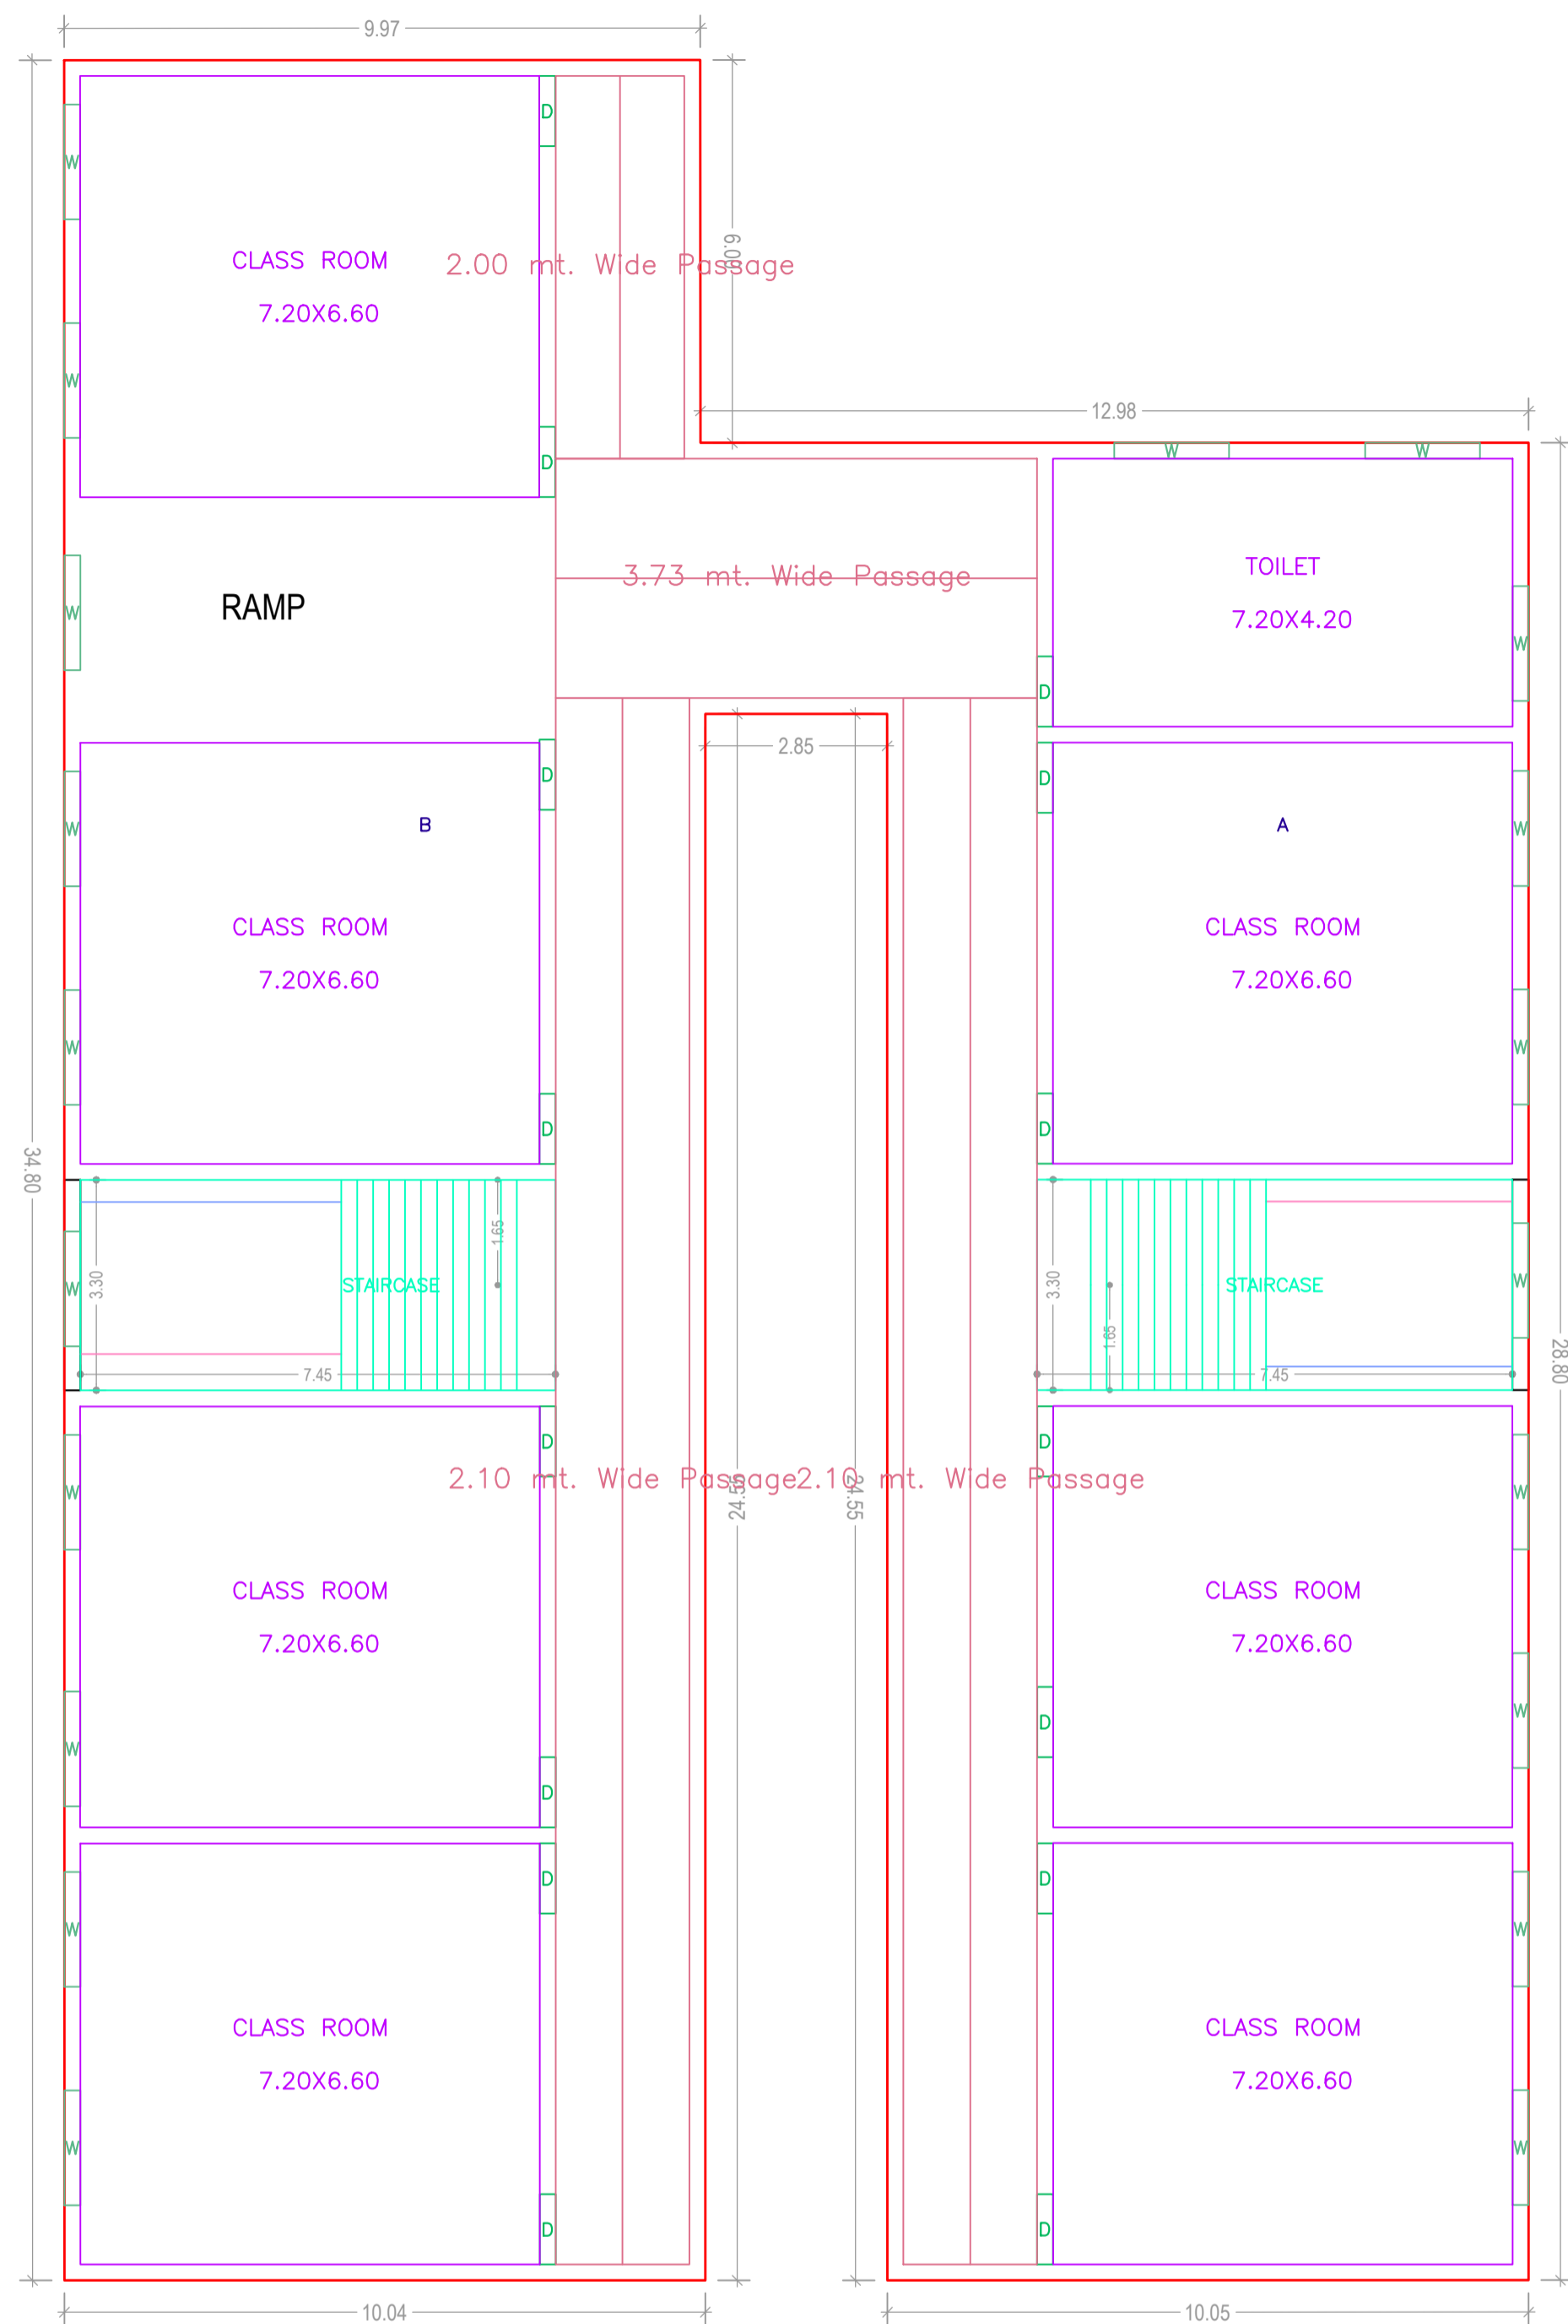 9.97
D
W
6.00
CLASS ROOM
2.00 mt. Wide Passage
7.20X6.60
W
12.98
D
W
W
TOILET
3.73 mt. Wide Passage
RAMP
W
7.20X4.20
W
D
2.85
D
D
B
A
W
W
CLASS ROOM
CLASS ROOM
7.20X6.60
7.20X6.60
W
W
D
D
34.80
1.65
3.30
STAIRCASE
W
3.30
STAIRCASE
W
1.65
28.80
7.45
7.45
D
D
2.10 mt. Wide Passage
2.10 mt. Wide Passage
24.55
24.55
W
W
CLASS ROOM
CLASS ROOM
7.20X6.60
7.20X6.60
W
W
D
D
D
D
W
W
CLASS ROOM
CLASS ROOM
7.20X6.60
7.20X6.60
W
W
D
D
10.04
10.05